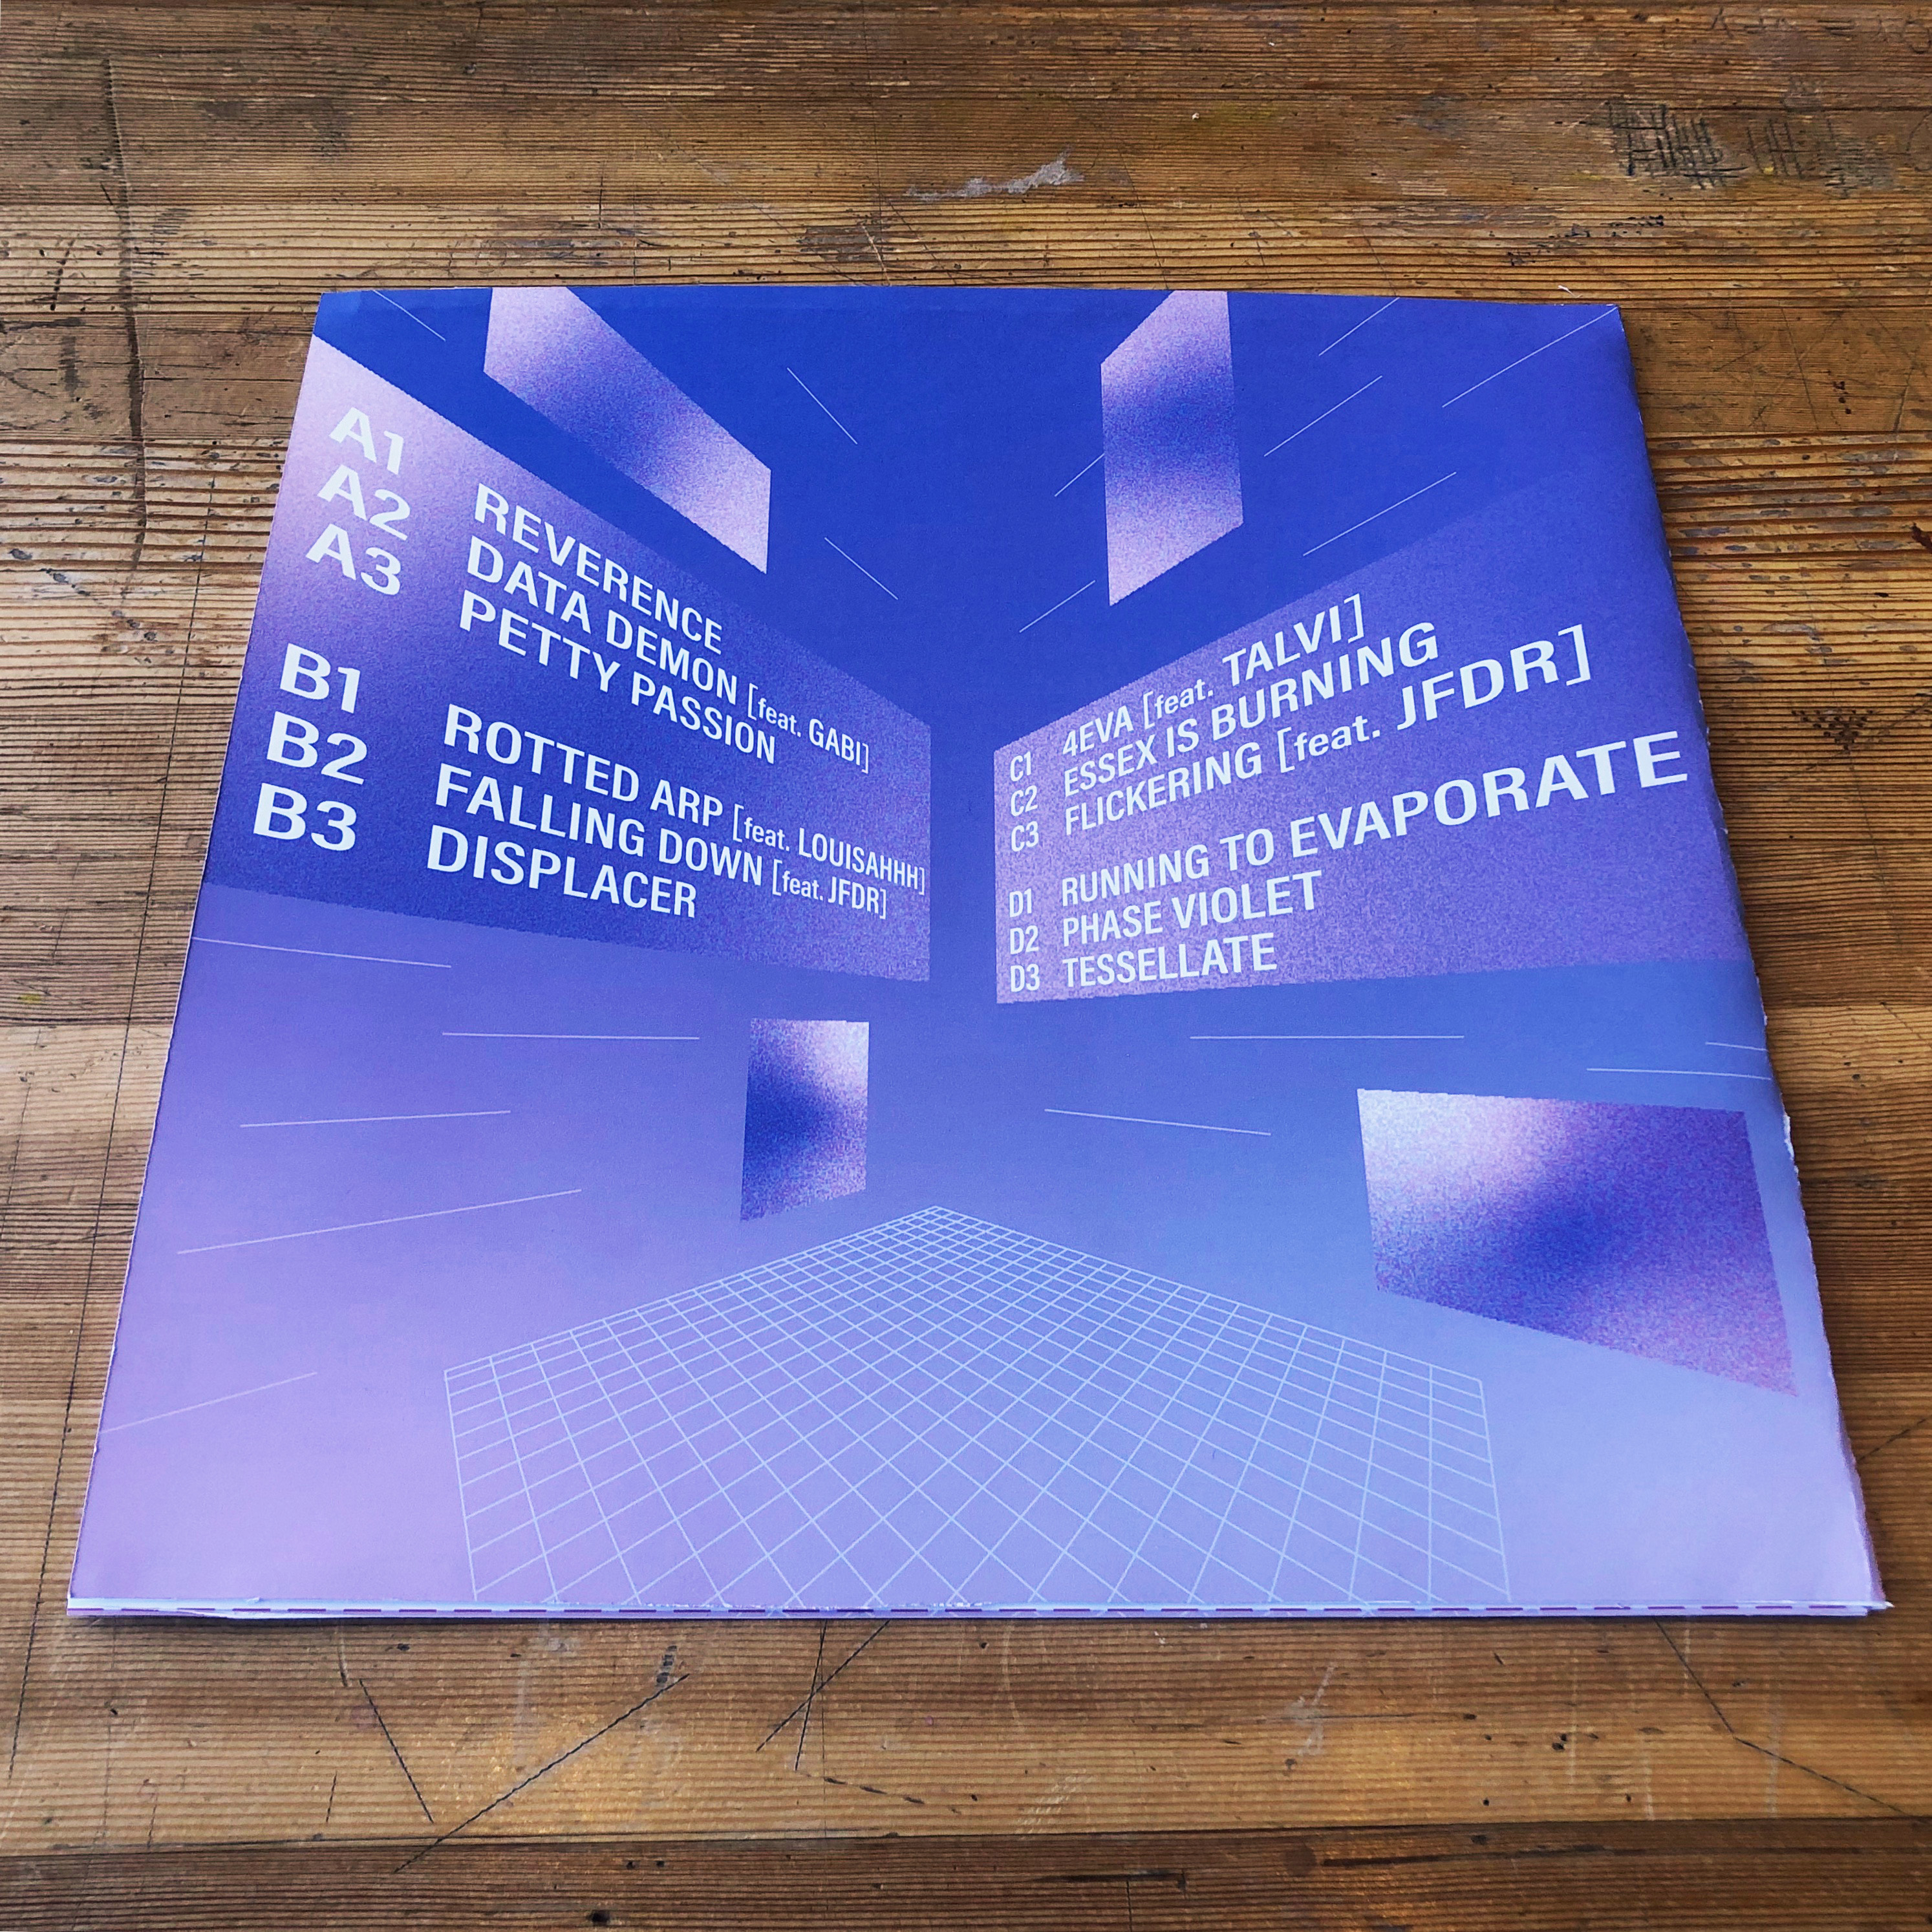 A1 REVERENCE
A2 DATA DEMON [feat. GABI]
A3 PETTY PASSION
B1 ROTTED ARP [feat. LOUISAHHH]
B2 FALLING DOWN [feat. JFDR]
B3 DISPLACER
C1 4EVA [feat. TALVI]
C2 ESSEX IS BURNING
C3 FLICKERING [feat. JFDR]
D1 RUNNING TO EVAPORATE
D2 PHASE VIOLET
D3 TESSELLATE